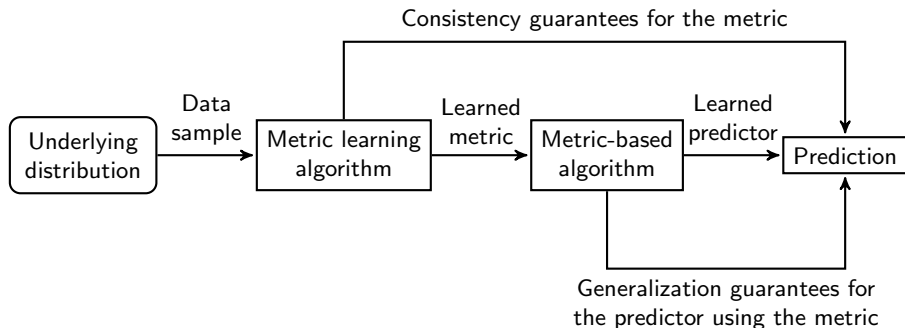 Consistency guarantees for the metric
Data
sample
Learned
metric
Learned
predictor
Underlying
distribution
Metric learning
algorithm
Metric-based
algorithm
Prediction
Generalization guarantees for
the predictor using the metric